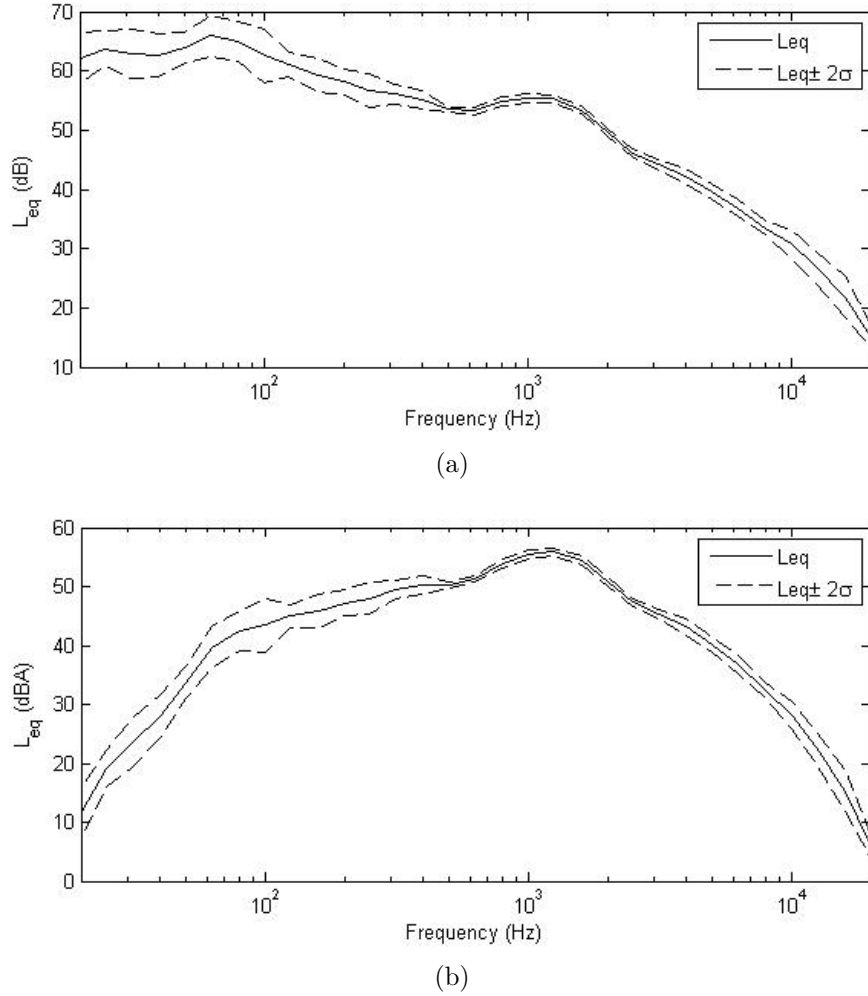 70
60
50
40
30
20
10
L_eq (dB)
Leq
Leq± 2σ
10^2
10^3
10^4
Frequency (Hz)
(a)
60
50
40
30
20
10
0
L_eq (dBA)
Leq
Leq± 2σ
10^2
10^3
10^4
Frequency (Hz)
(b)